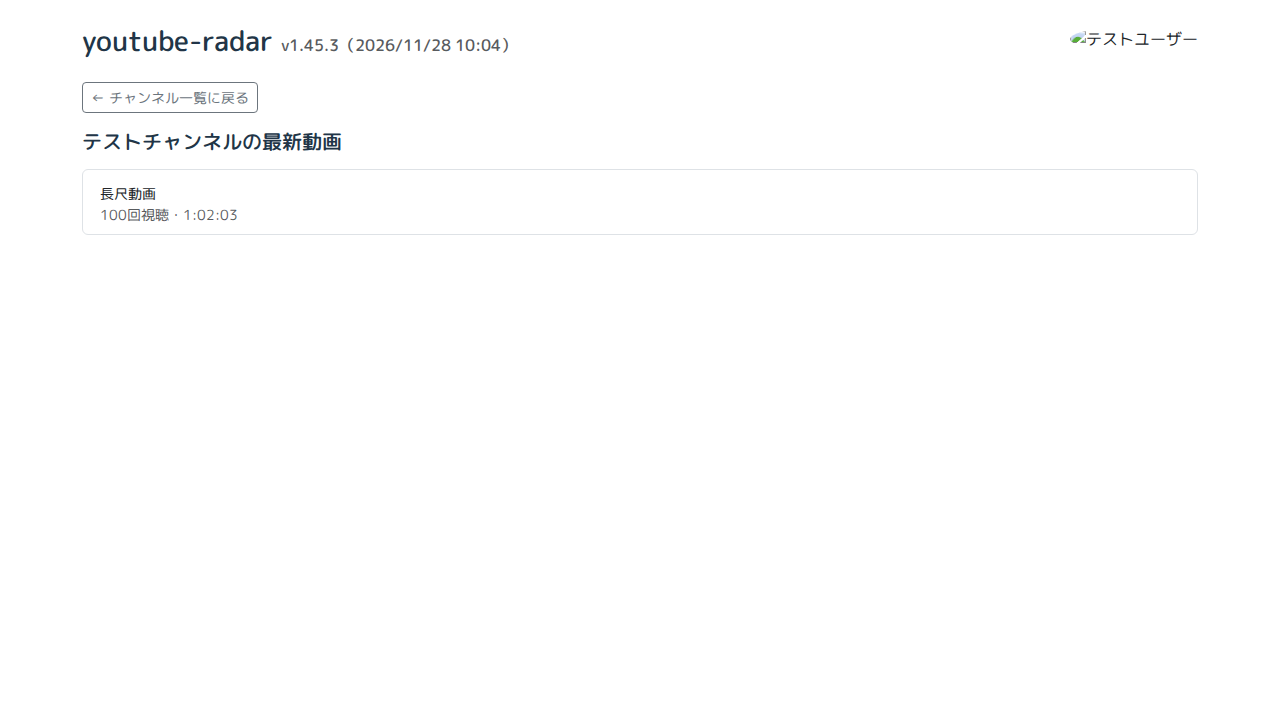 youtube-radar v1.45.3（2026/11/28 10:04）
テストユーザー
← チャンネル一覧に戻る
テストチャンネルの最新動画
長尺動画
100回視聴・1:02:03